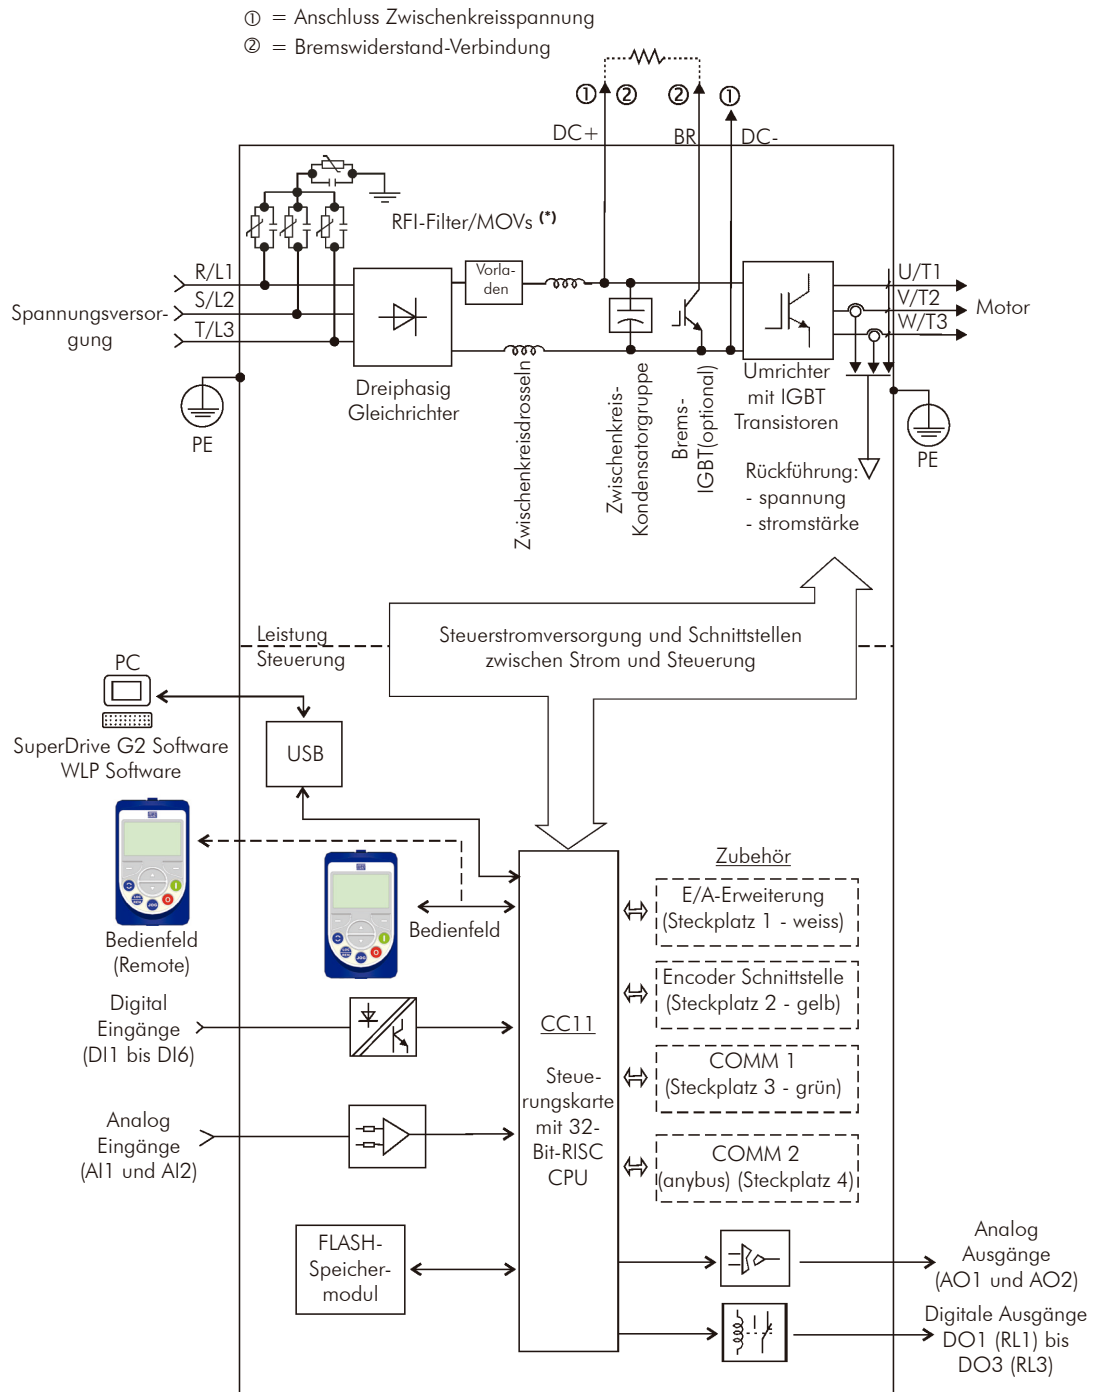 ① = Anschluss Zwischenkreisspannung
② = Bremswiderstand-Verbindung
① ② ② ①
DC+ BR DC-
RFI-Filter/MOVs (*)
R/L1
S/L2
T/L3
Spannungsversor-
gung
PE
Vorla-
den
Dreiphasig
Gleichrichter
Zwischenkreisdrosseln
Zwischenkreis-
Kondensatorgruppe
Brems-
IGBT(optional)
Umrichter
mit IGBT
Transistoren
U/T1
V/T2
W/T3
Motor
PE
Rückführung:
- spannung
- stromstärke
Leistung
Steuerung
Steuerstromversorgung und Schnittstellen
zwischen Strom und Steuerung
PC
SuperDrive G2 Software
WLP Software
USB
Bedienfeld
(Remote)
Bedienfeld
Digital
Eingänge
(DI1 bis DI6)
Analog
Eingänge
(AI1 und AI2)
FLASH-
Speicher-
modul
CC11
Steue-
rungskarte
mit 32-
Bit-RISC
CPU
Zubehör
E/A-Erweiterung
(Steckplatz 1 - weiss)
Encoder Schnittstelle
(Steckplatz 2 - gelb)
COMM 1
(Steckplatz 3 - grün)
COMM 2
(anybus) (Steckplatz 4)
Analog
Ausgänge
(AO1 und AO2)
Digitale Ausgänge
DO1 (RL1) bis
DO3 (RL3)